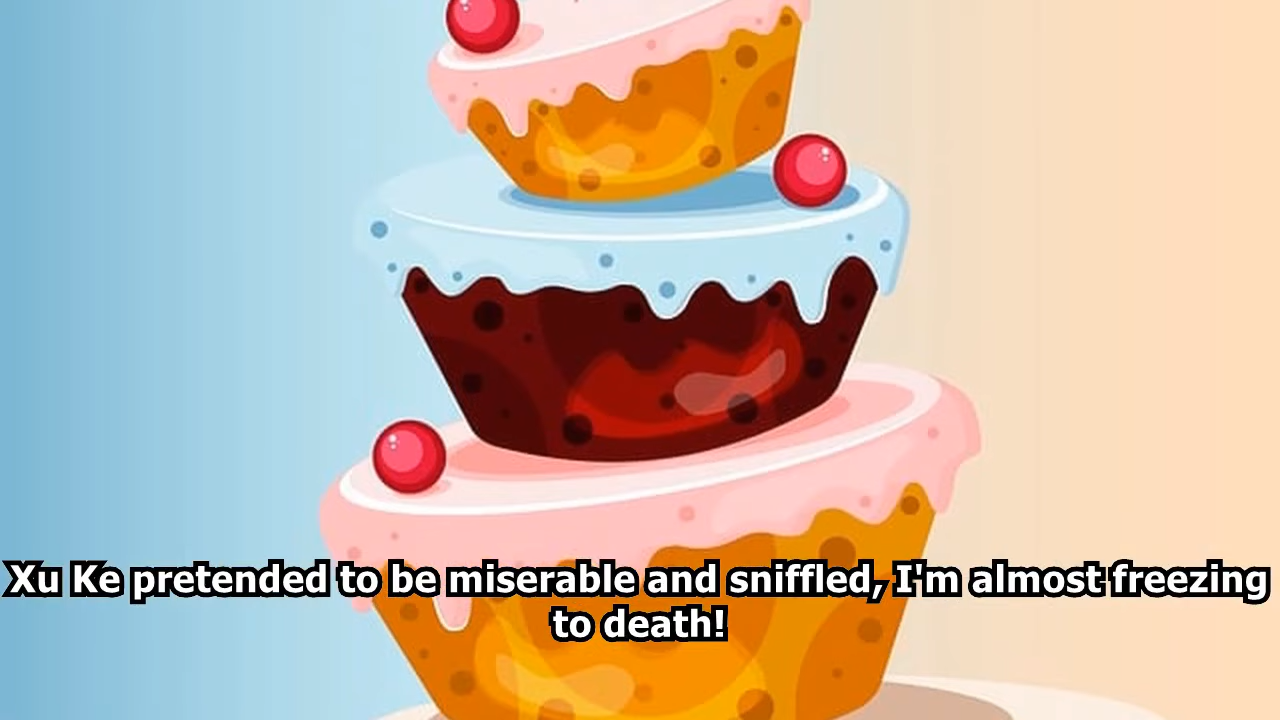 Xu Ke pretended to be miserable and sniffled, I'm almost freezing
to death!